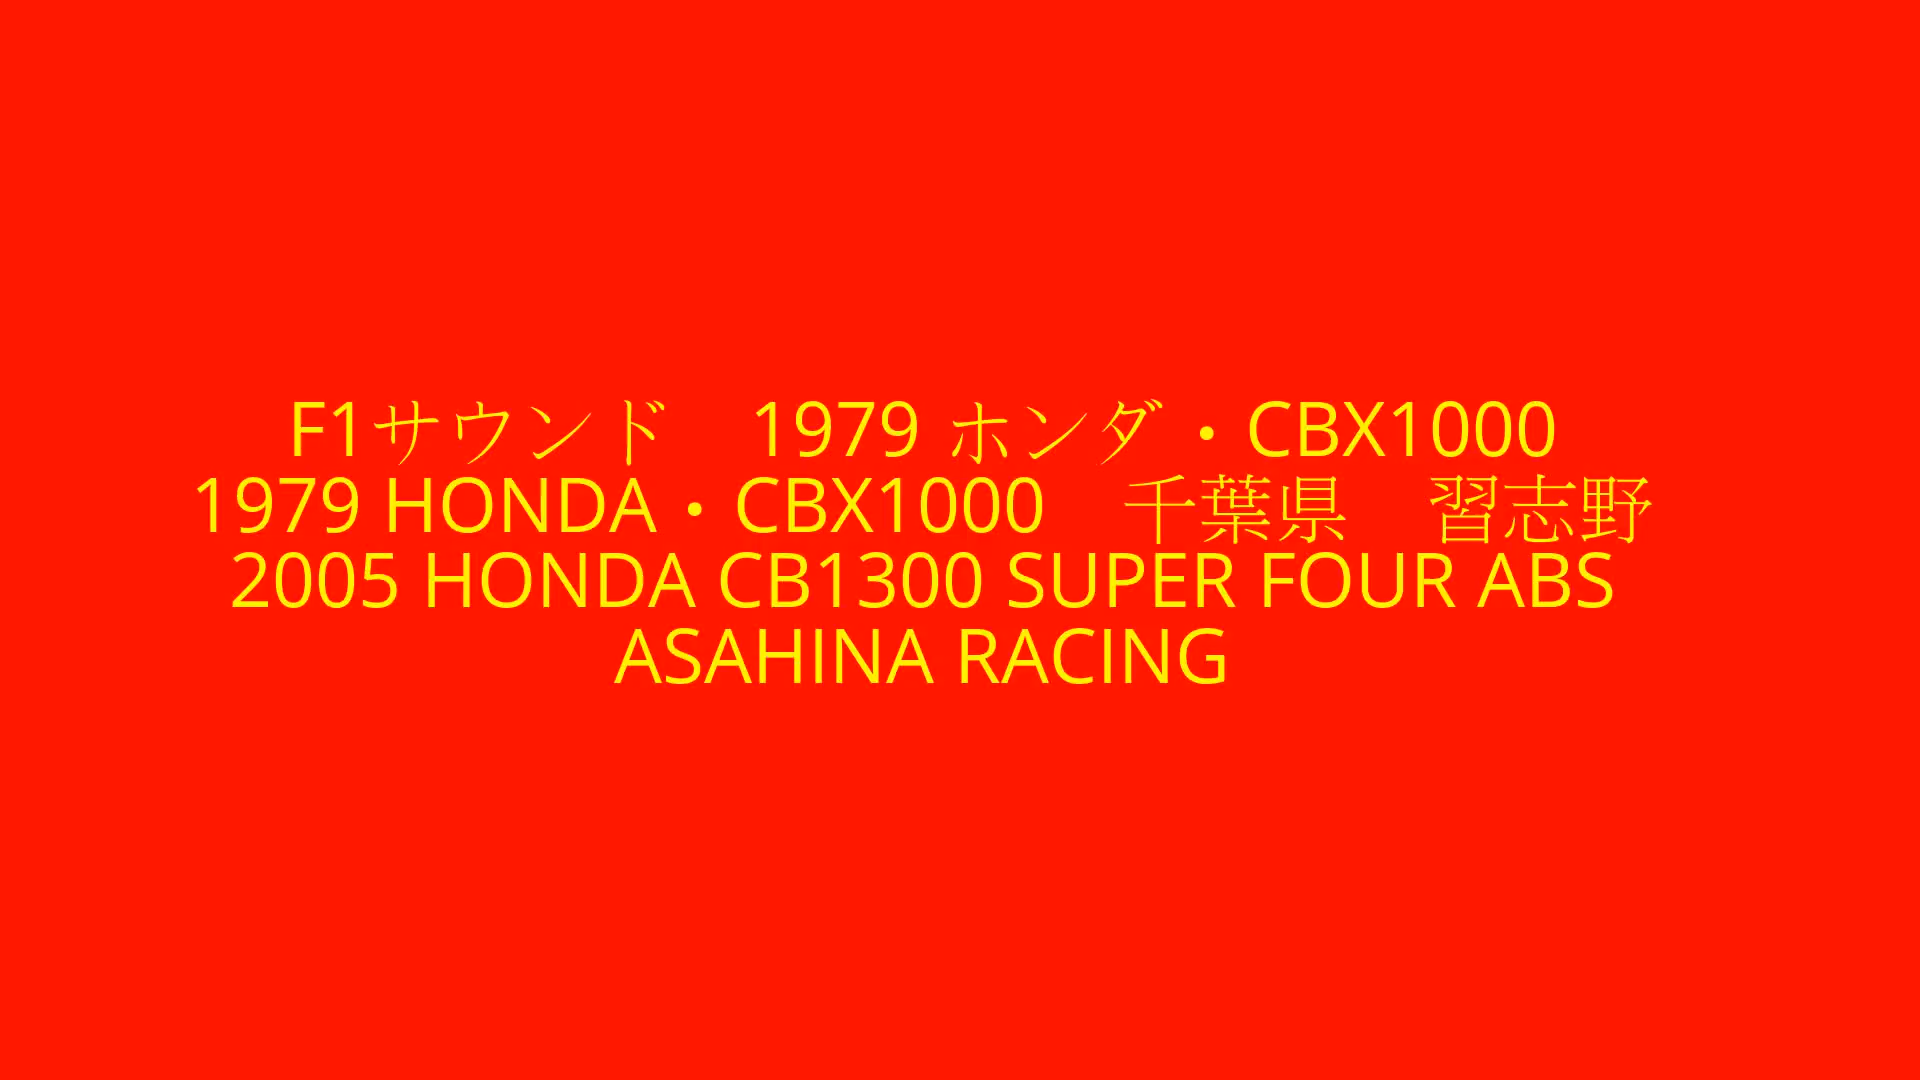 F1サウンド　1979 ホンダ・CBX1000
1979 HONDA・CBX1000　千葉県　習志野
2005 HONDA CB1300 SUPER FOUR ABS
ASAHINA RACING